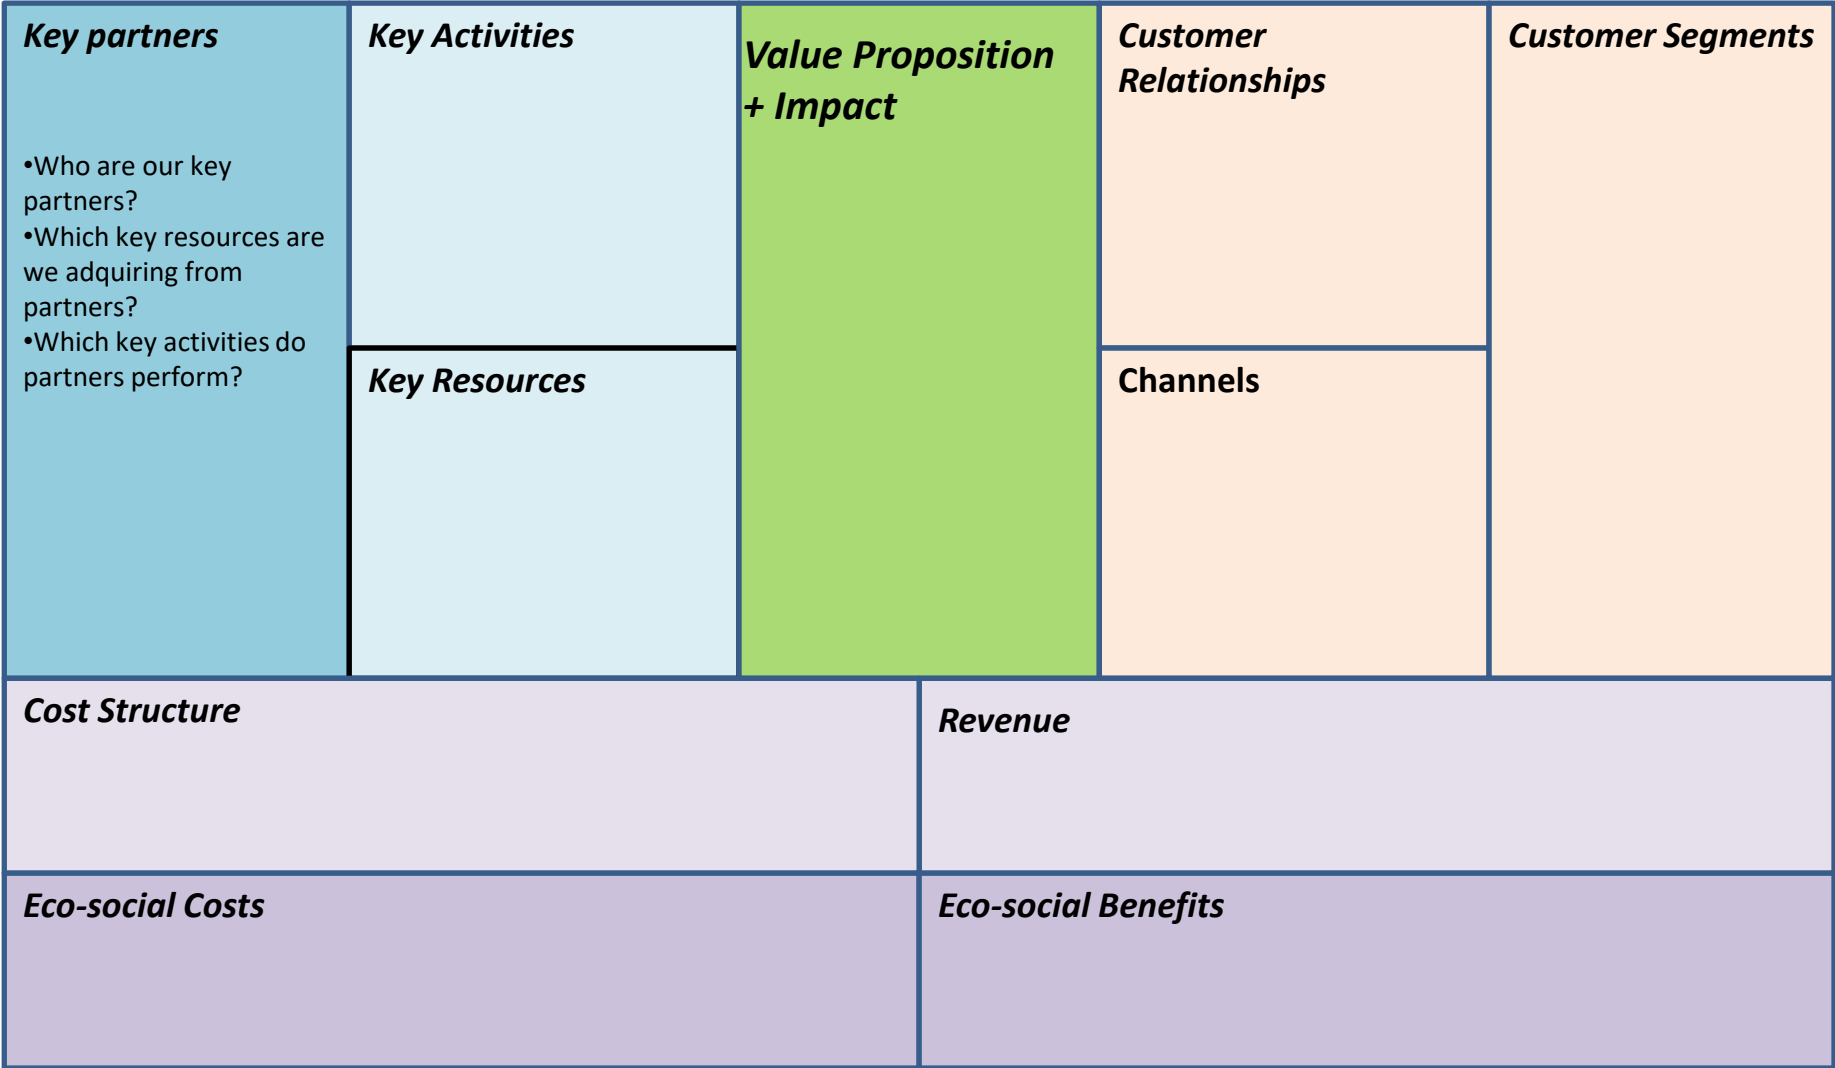 Key partners
•Who are our key
partners?
•Which key resources are
we adquiring from
partners?
•Which key activities do
partners perform?
Key Activities
Key Resources
Value Proposition
+ Impact
Customer
Relationships
Channels
Customer Segments
Cost Structure
Revenue
Eco-social Costs
Eco-social Benefits